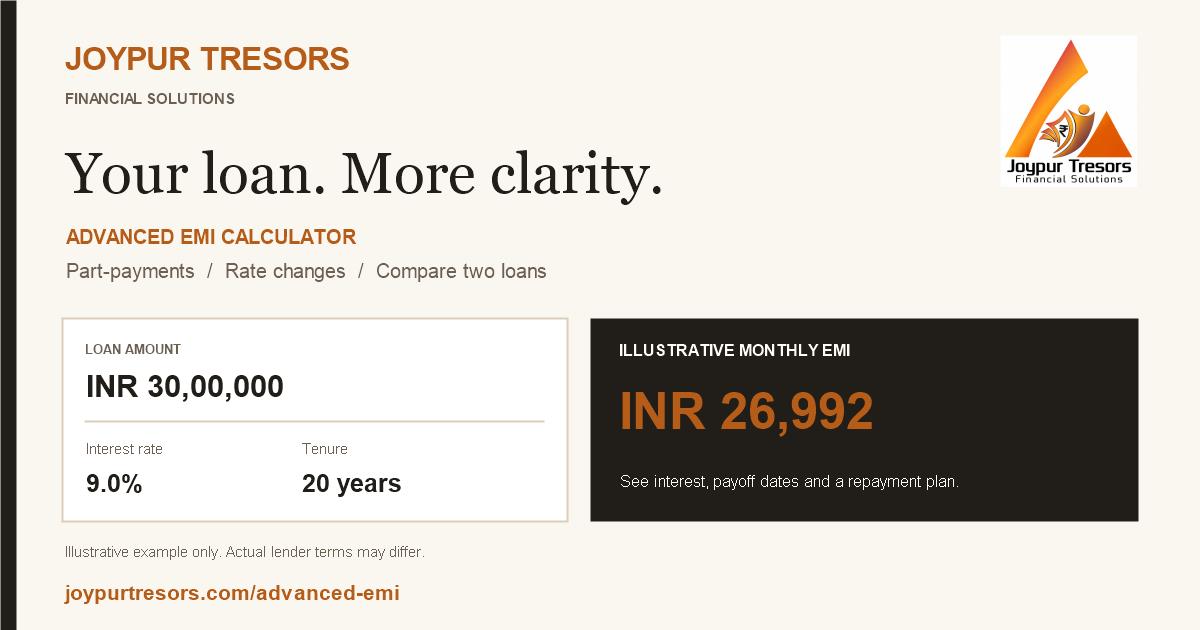 JOYPUR TRESORS
FINANCIAL SOLUTIONS
₹
Joypur Tresors
Financial Solutions
Your loan. More clarity.
ADVANCED EMI CALCULATOR
Part-payments / Rate changes / Compare two loans
LOAN AMOUNT
INR 30,00,000
Interest rate
Tenure
9.0%
20 years
ILLUSTRATIVE MONTHLY EMI
INR 26,992
See interest, payoff dates and a repayment plan.
Illustrative example only. Actual lender terms may differ.
joypurtresors.com/advanced-emi